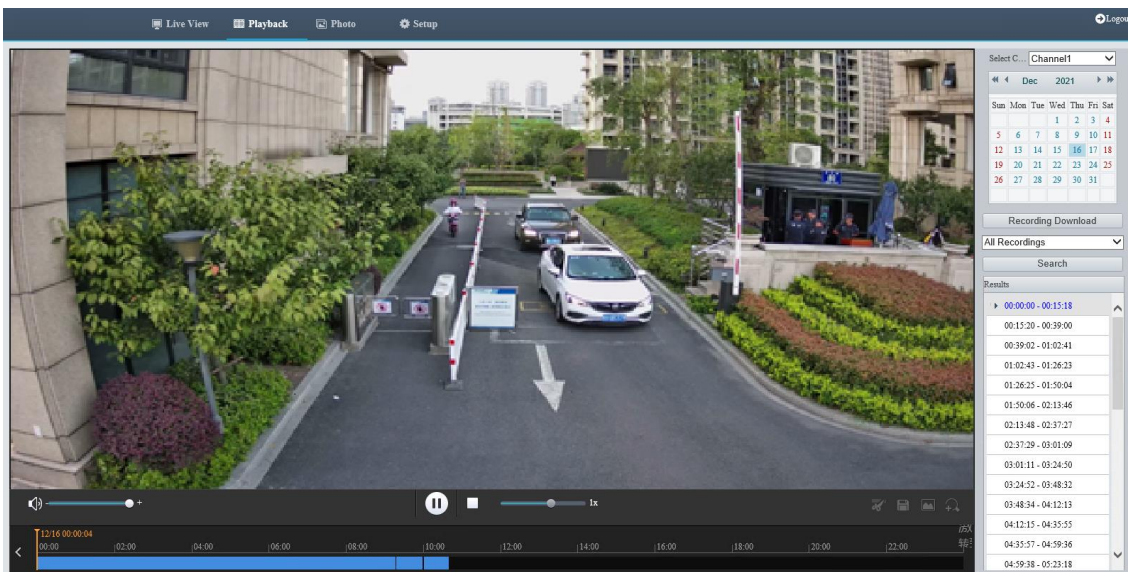 Live View
Playback
Photo
Setup
Logou
Select C... Channel1
Dec 2021
Sun Mon Tue Wed Thu Fri Sat
1 2 3 4
5 6 7 8 9 10 11
12 13 14 15 16 17 18
19 20 21 22 23 24 25
26 27 28 29 30 31
Recording Download
All Recordings
Search
Results
00:00:00 - 00:15:18
00:15:20 - 00:39:00
00:39:02 - 01:02:41
01:02:43 - 01:26:23
01:26:25 - 01:50:04
01:50:06 - 02:13:46
02:13:48 - 02:37:27
02:37:29 - 03:01:09
03:01:11 - 03:24:50
03:24:52 - 03:48:32
03:48:34 - 04:12:13
04:12:15 - 04:35:55
04:35:57 - 04:59:36
04:59:38 - 05:23:18
- + 1x
12/16 00:00:04
00:00 02:00 04:00 06:00 08:00 10:00 12:00 14:00 16:00 18:00 20:00 22:00